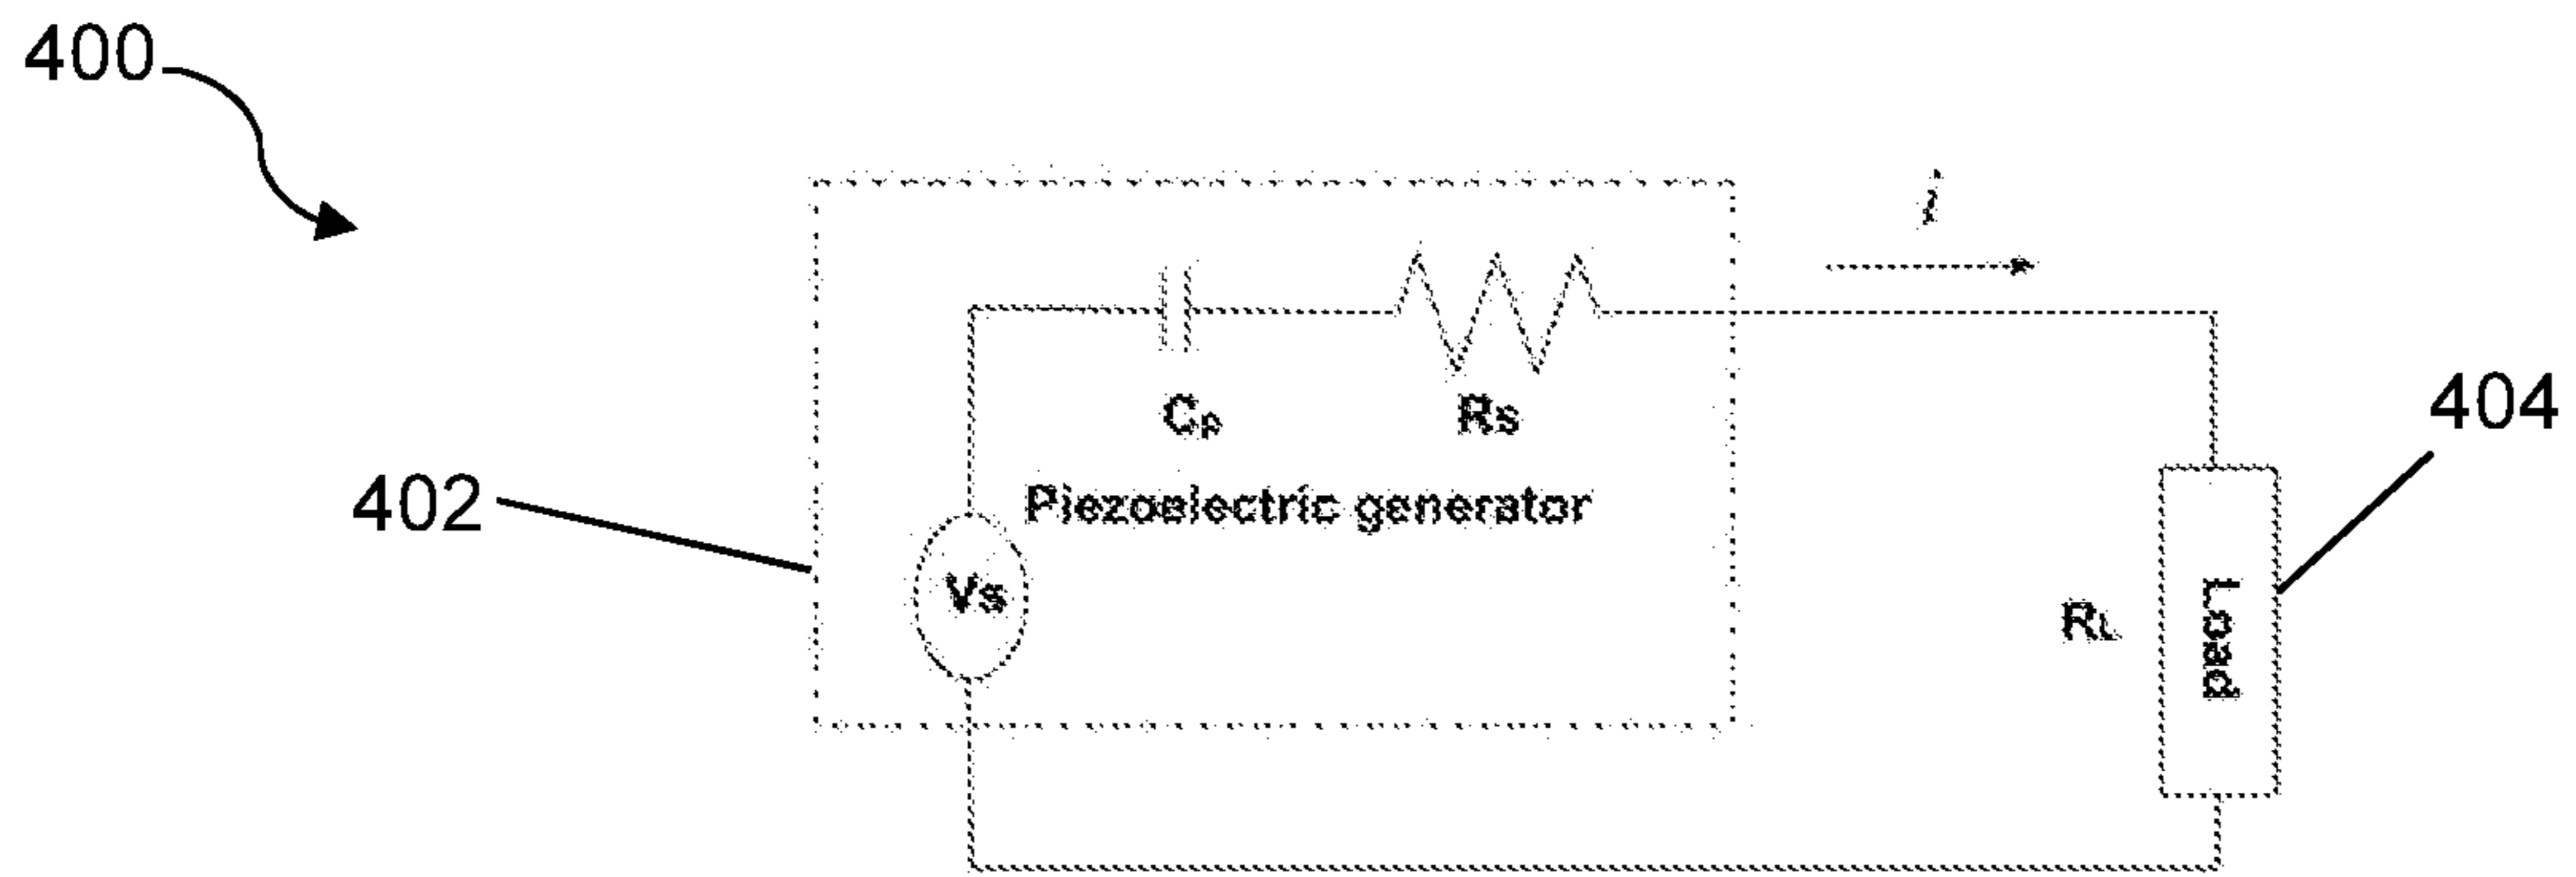 400
i
Cp
Rs
404
402
Piezoelectric generator
Vs
RL
Load